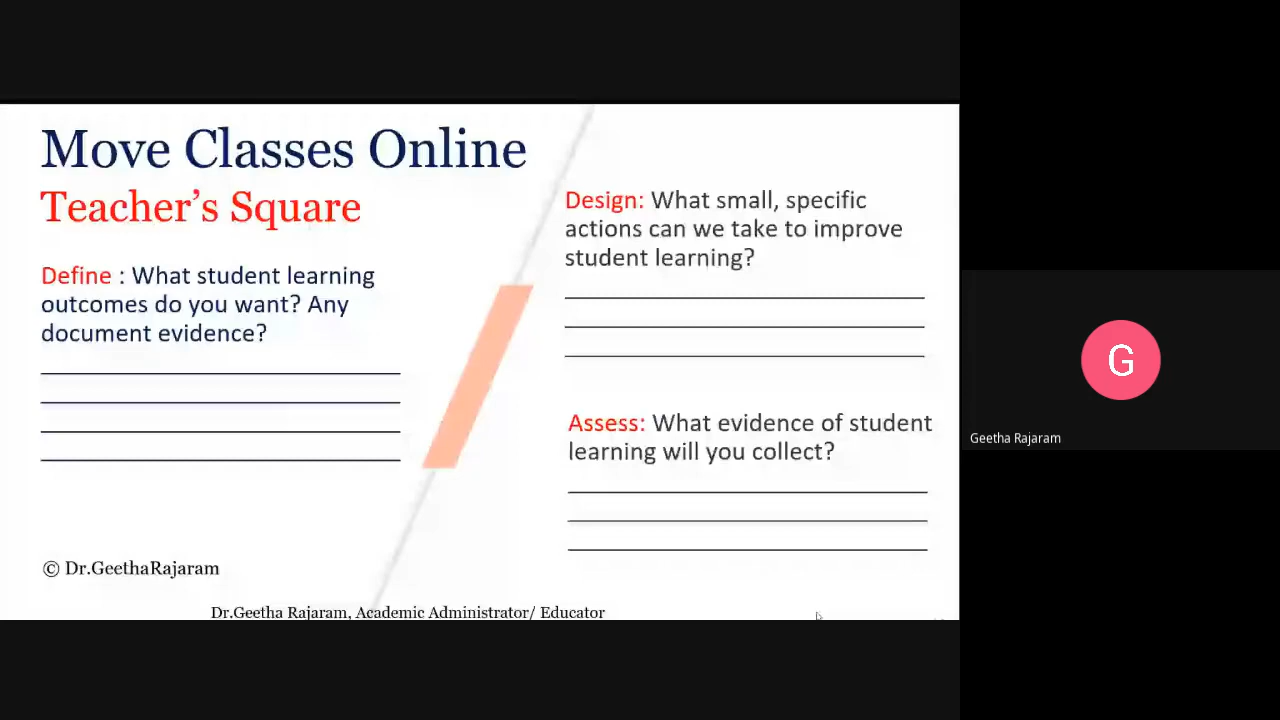 Move Classes Online
Teacher’s Square
Define : What student learning
outcomes do you want? Any
document evidence?
Design: What small, specific
actions can we take to improve
student learning?
Assess: What evidence of student
learning will you collect?
© Dr.GeethaRajaram
Dr.Geetha Rajaram, Academic Administrator/ Educator
G
Geetha Rajaram